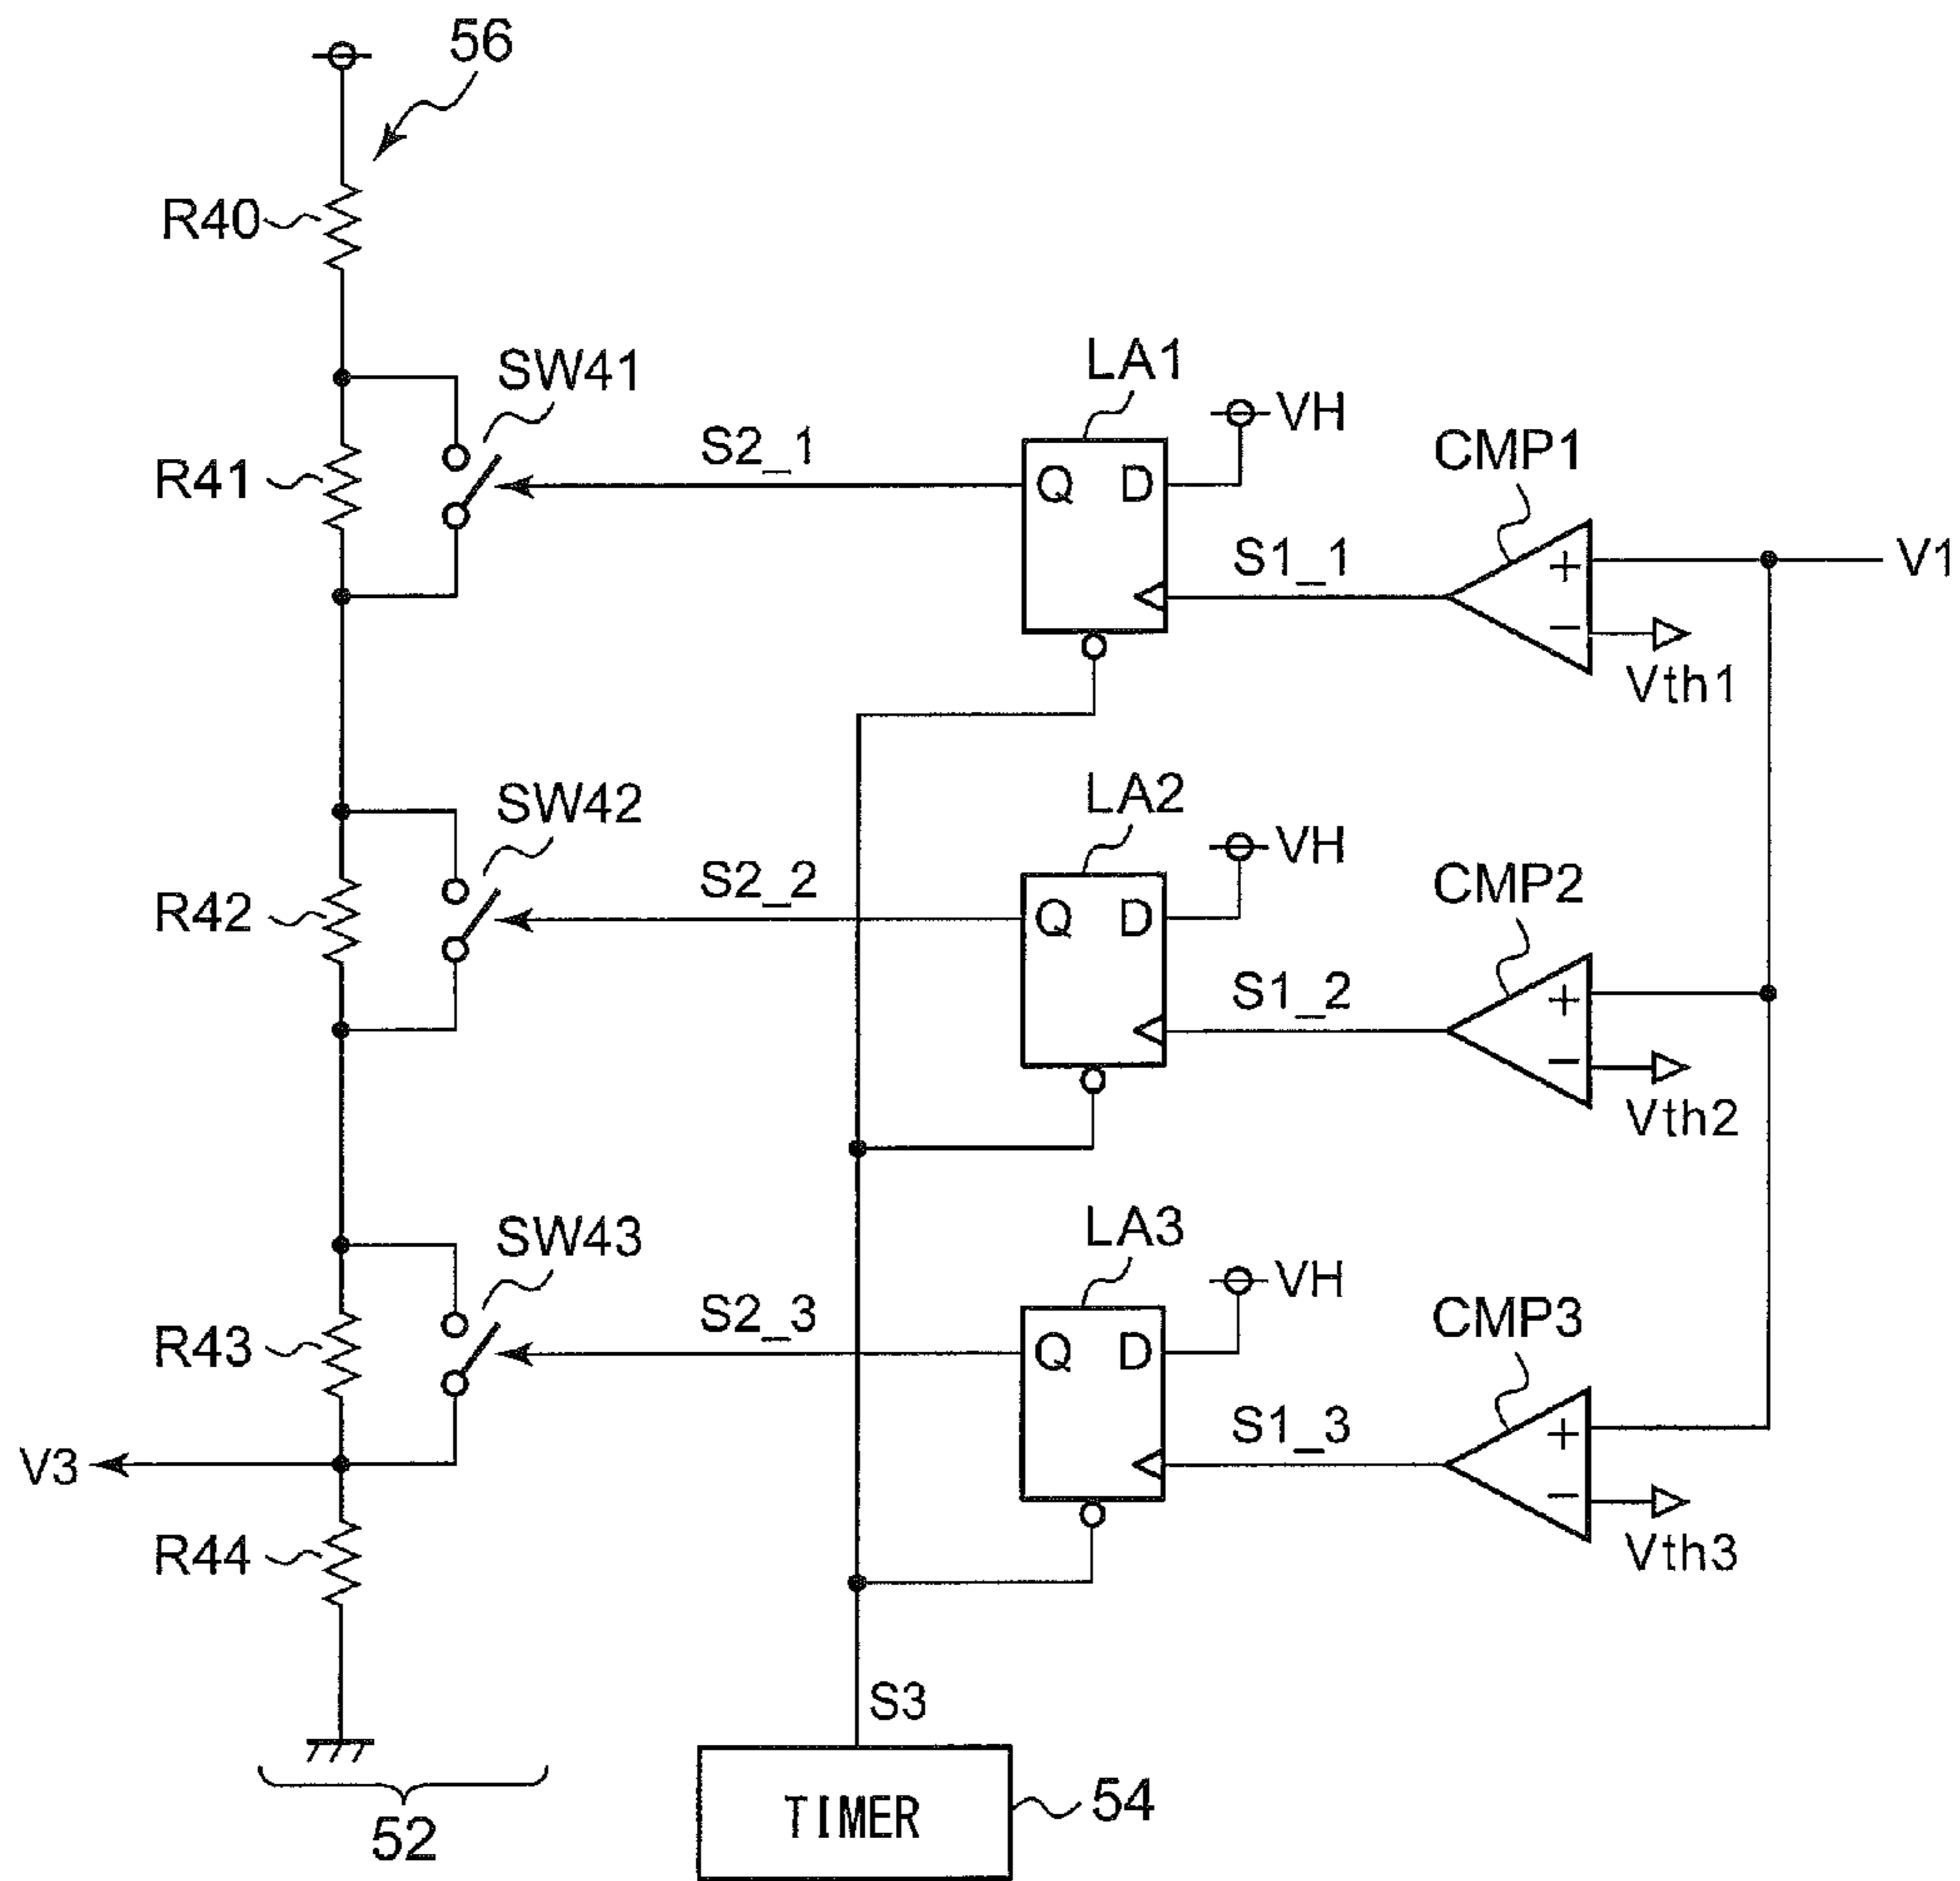 56
R40
SW41
R41
S2_1
LA1
VH
Q D
CMP1
S1_1
+
−
V1
Vth1
SW42
R42
S2_2
LA2
VH
Q D
CMP2
S1_2
+
−
Vth2
SW43
R43
S2_3
LA3
VH
Q D
CMP3
S1_3
+
−
Vth3
V3
R44
S3
TIMER
54
52